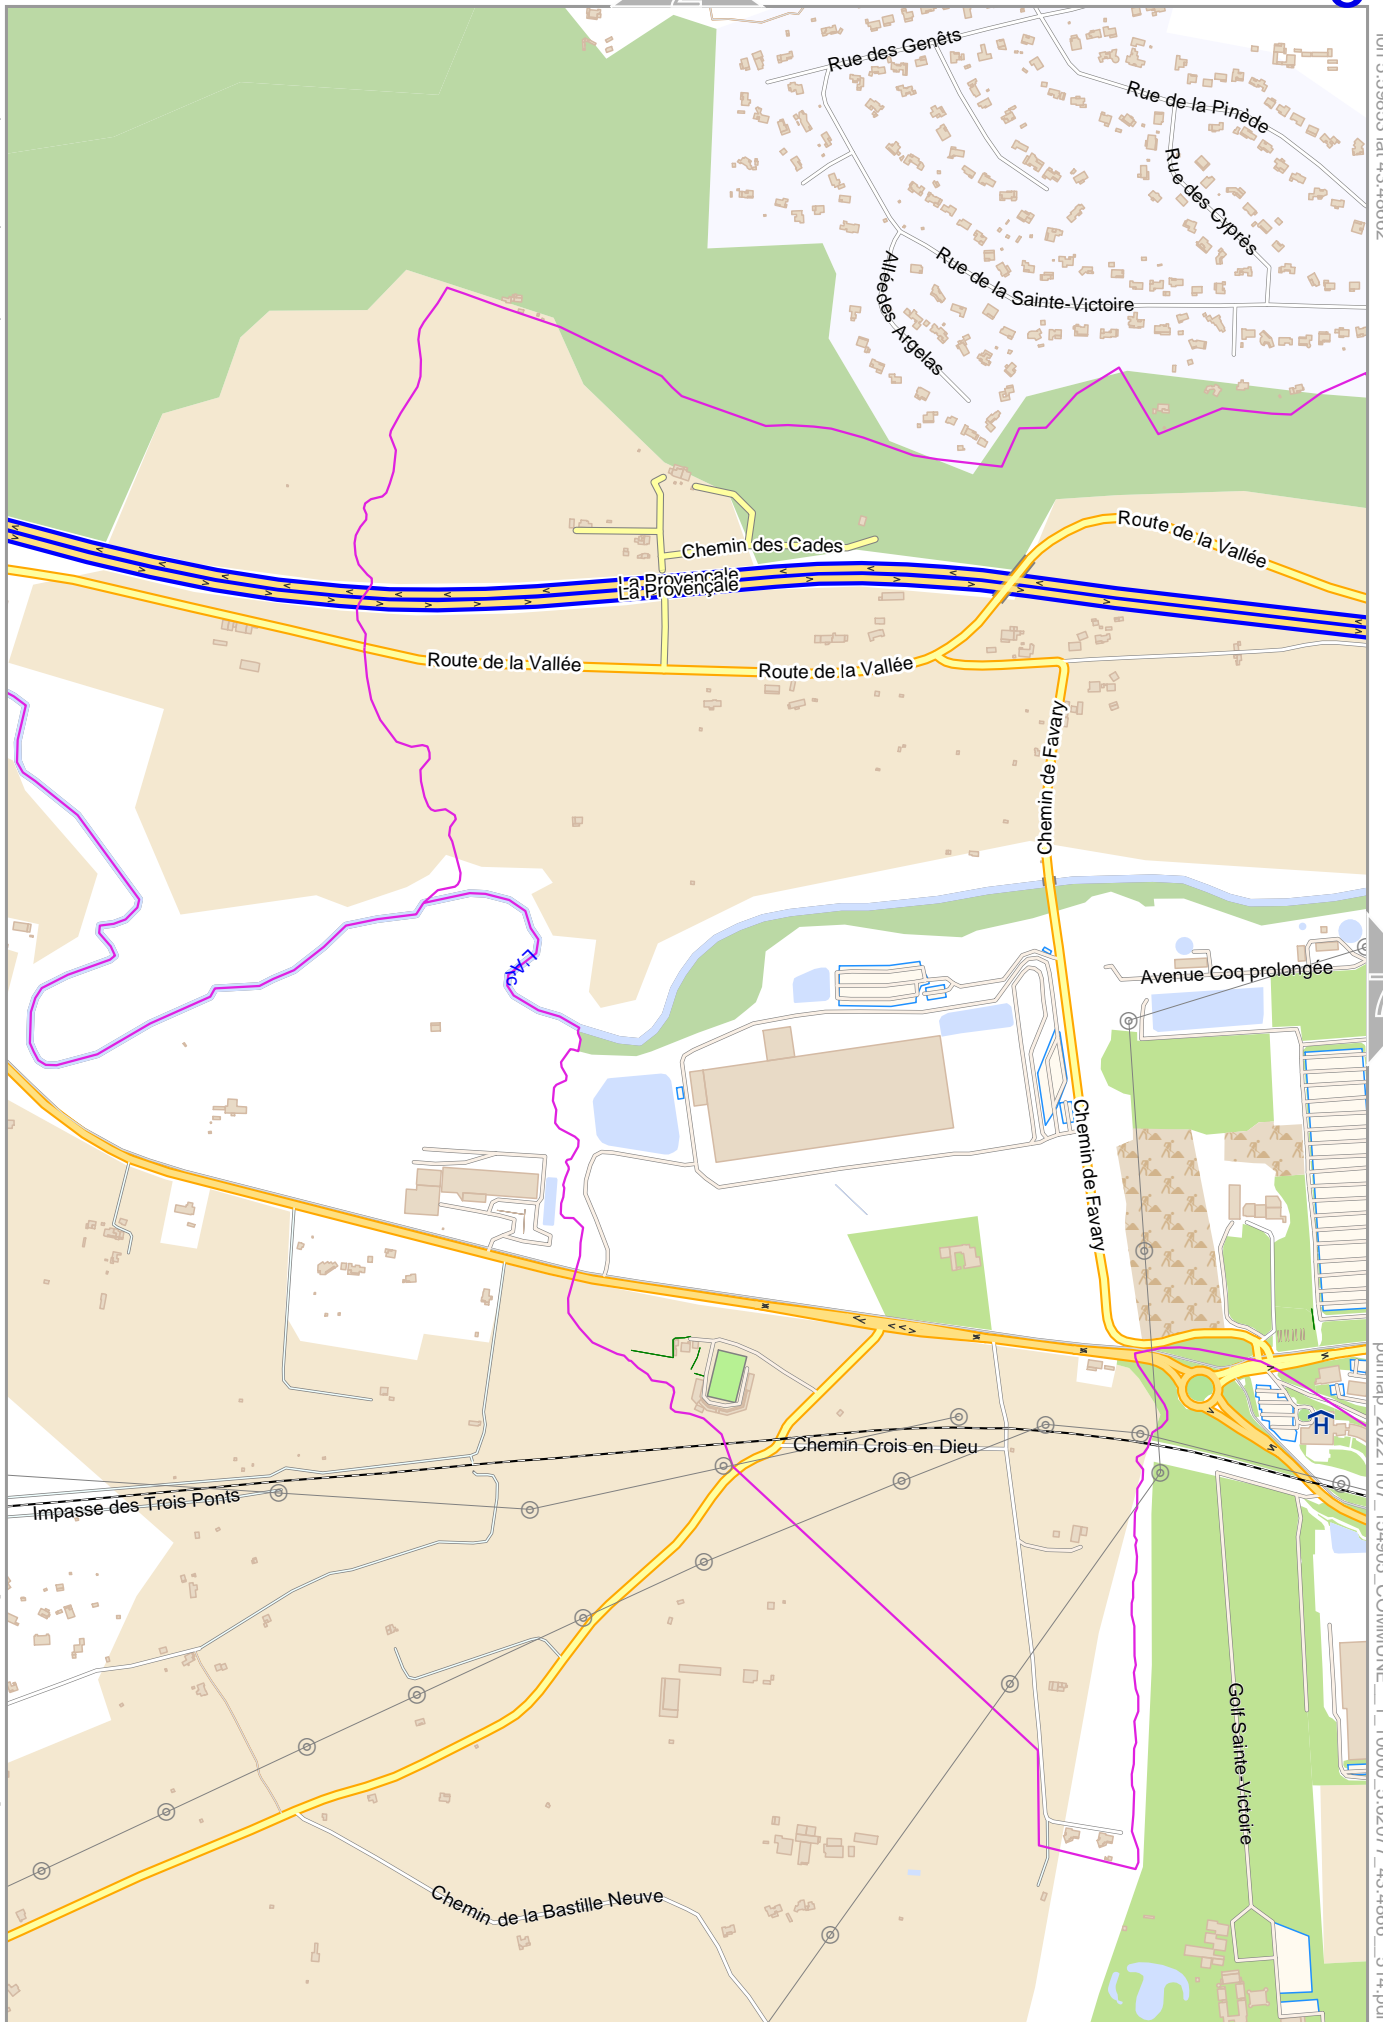 Rue des Genêts
Rue de la Pinède
Rue des Cyprès
Rue de la Sainte-Victoire
Allée des Argelas
Route de la Vallée
Chemin des Cades
La Provençale
La Provençale
Route de la Vallée
Route de la Vallée
Chemin de Favary
L'Arc
Avenue Coq prolongée
Chemin de Favary
H
Chemin Crois en Dieu
Impasse des Trois Ponts
Golf Sainte-Victoire
Chemin de la Bastille Neuve